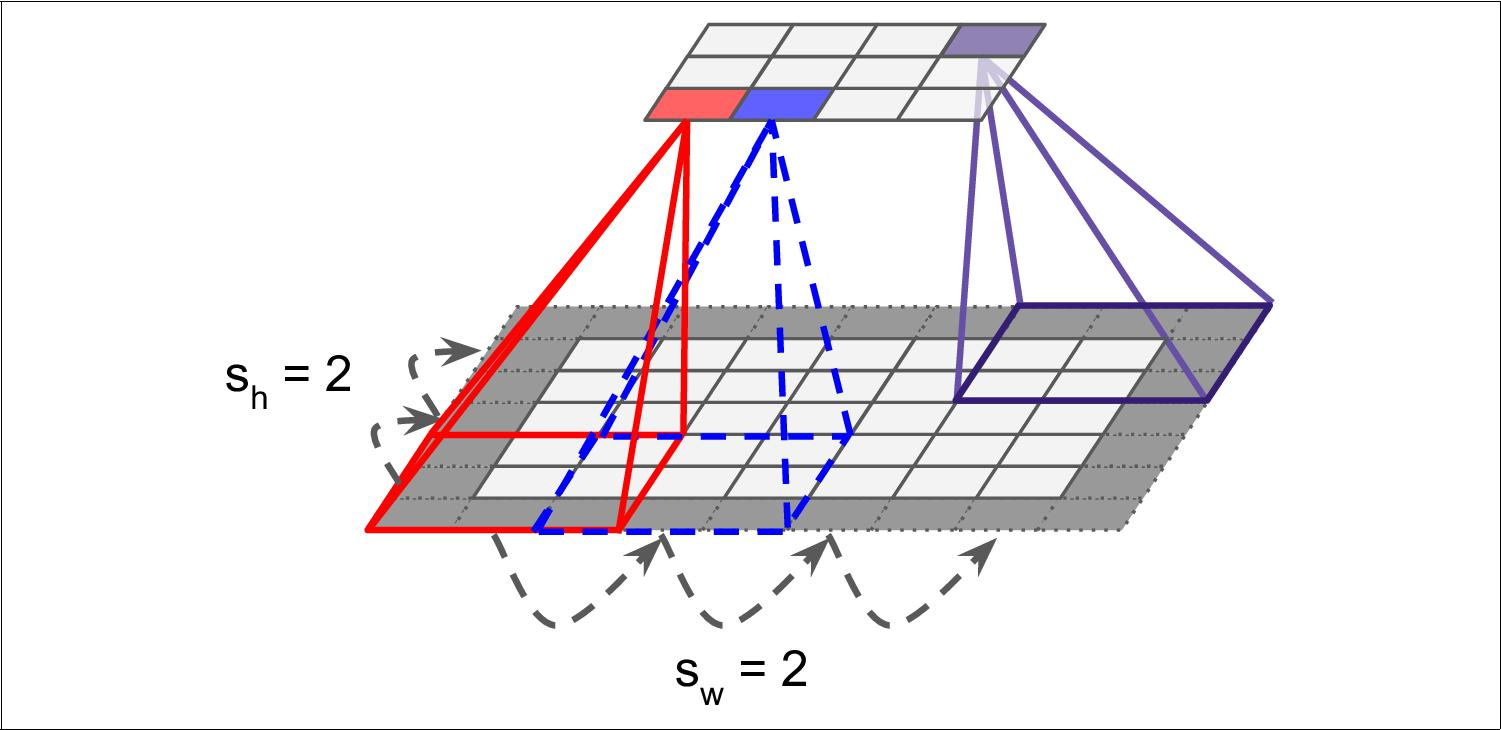 s_h = 2
s_w = 2